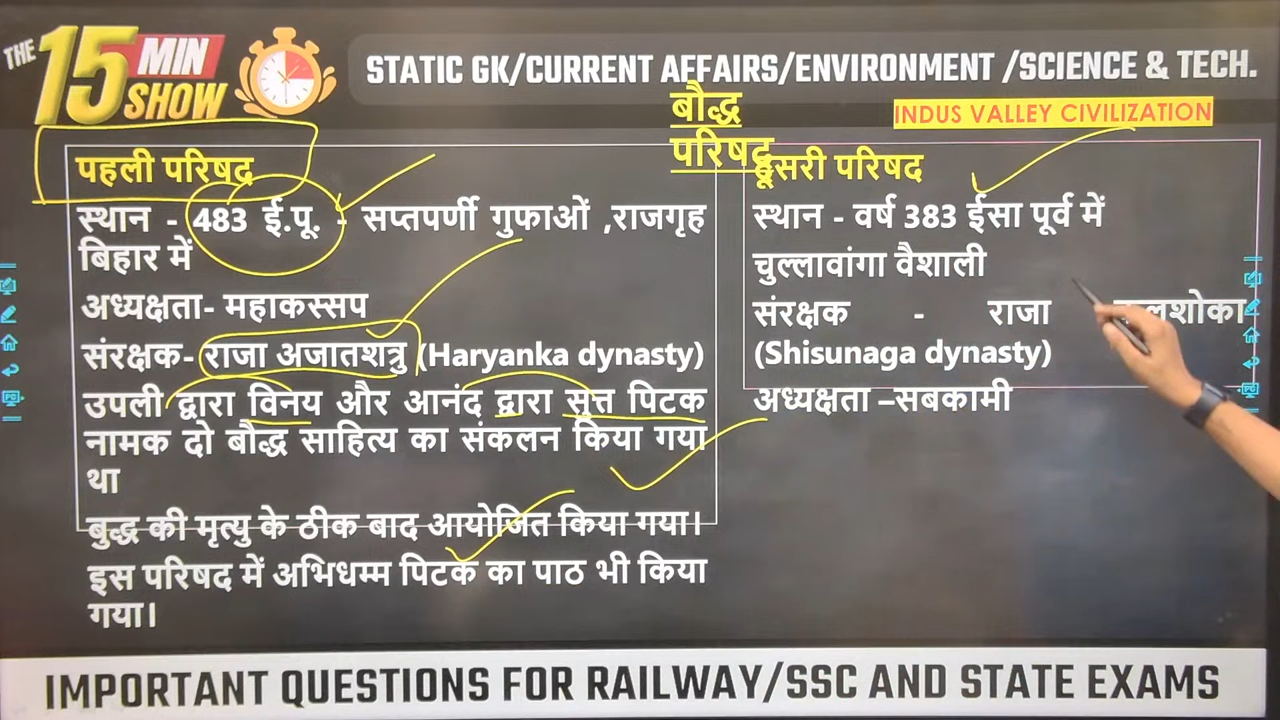 THE 15 MIN SHOW
STATIC GK/CURRENT AFFAIRS/ENVIRONMENT /SCIENCE & TECH.
बौद्ध
परिषद
INDUS VALLEY CIVILIZATION
पहली परिषद
स्थान - 483 ई.पू. - सप्तपर्णी गुफाओं ,राजगृह
बिहार में
अध्यक्षता- महाकस्सप
संरक्षक- राजा अजातशत्रु (Haryanka dynasty)
उपली द्वारा विनय और आनंद द्वारा सुत्त पिटक
नामक दो बौद्ध साहित्य का संकलन किया गया
था
बुद्ध की मृत्यु के ठीक बाद आयोजित किया गया।
इस परिषद में अभिधम्म पिटक का पाठ भी किया
गया।
दूसरी परिषद
स्थान - वर्ष 383 ईसा पूर्व में
चुल्लावांगा वैशाली
संरक्षक - राजा
(Shisunaga dynasty)
अध्यक्षता –सबकामी
IMPORTANT QUESTIONS FOR RAILWAY/SSC AND STATE EXAMS